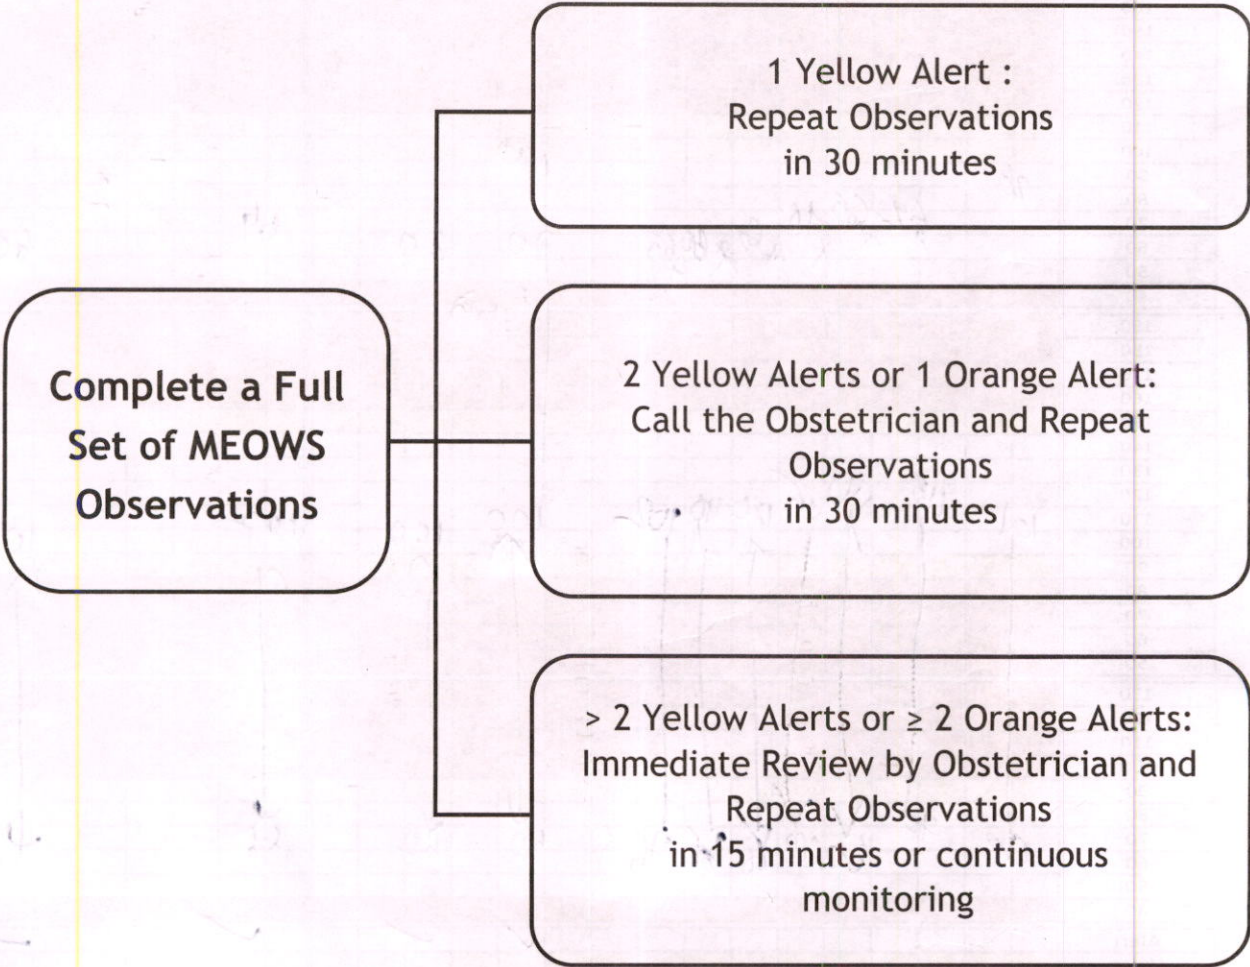 1 Yellow Alert :
Repeat Observations
in 30 minutes
Complete a Full
Set of MEOWS
Observations
2 Yellow Alerts or 1 Orange Alert:
Call the Obstetrician and Repeat
Observations
in 30 minutes
> 2 Yellow Alerts or ≥ 2 Orange Alerts:
Immediate Review by Obstetrician and
Repeat Observations
in 15 minutes or continuous
monitoring